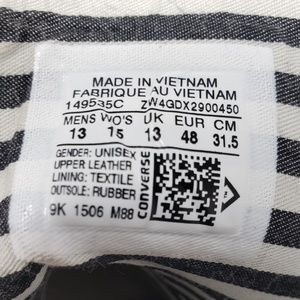 MADE IN VIETNAM
FABRIQUE AU VIETNAM
149535C ZW4GDX2900450
MENS WO'S UK EUR CM
13 15 13 48 31.5
GENDER: UNISEX
UPPER LEATHER
LINING: TEXTILE
OUTSOLE: RUBBER
9K 1506 M88
CONVERSE